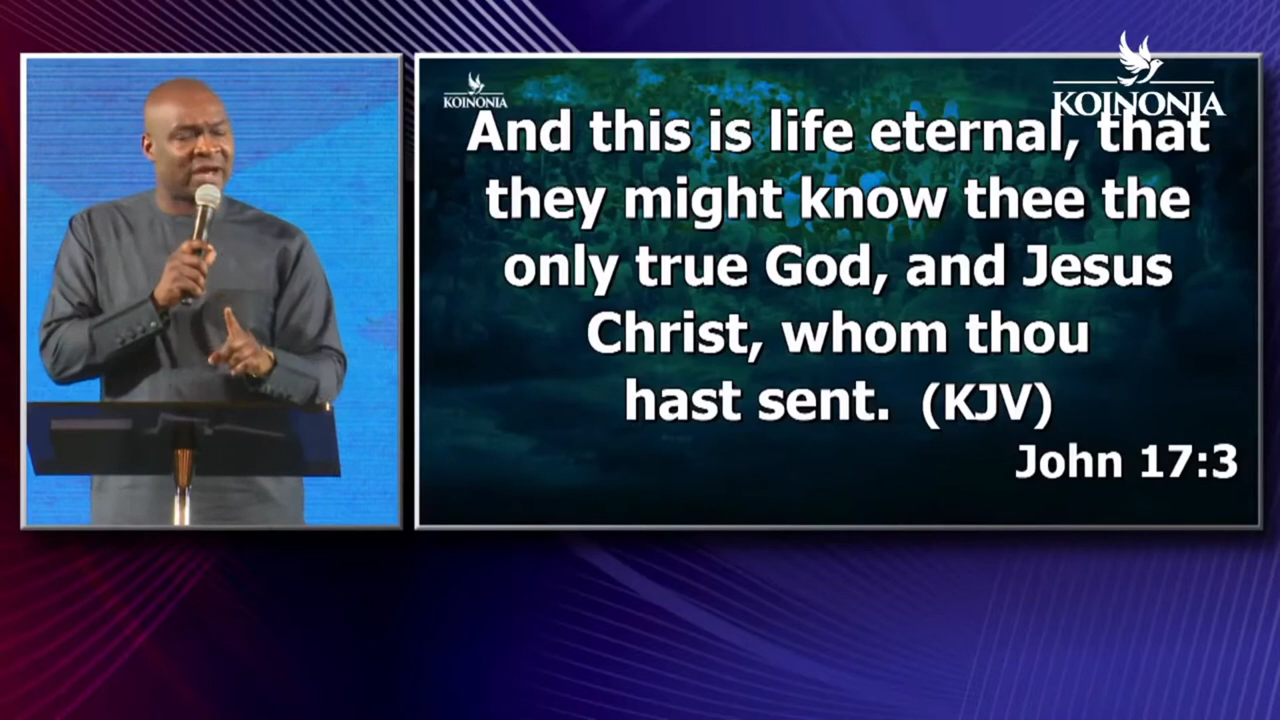 KOINONIA
KOINONIA
And this is life eternal, that
they might know thee the
only true God, and Jesus
Christ, whom thou
hast sent. (KJV)
John 17:3